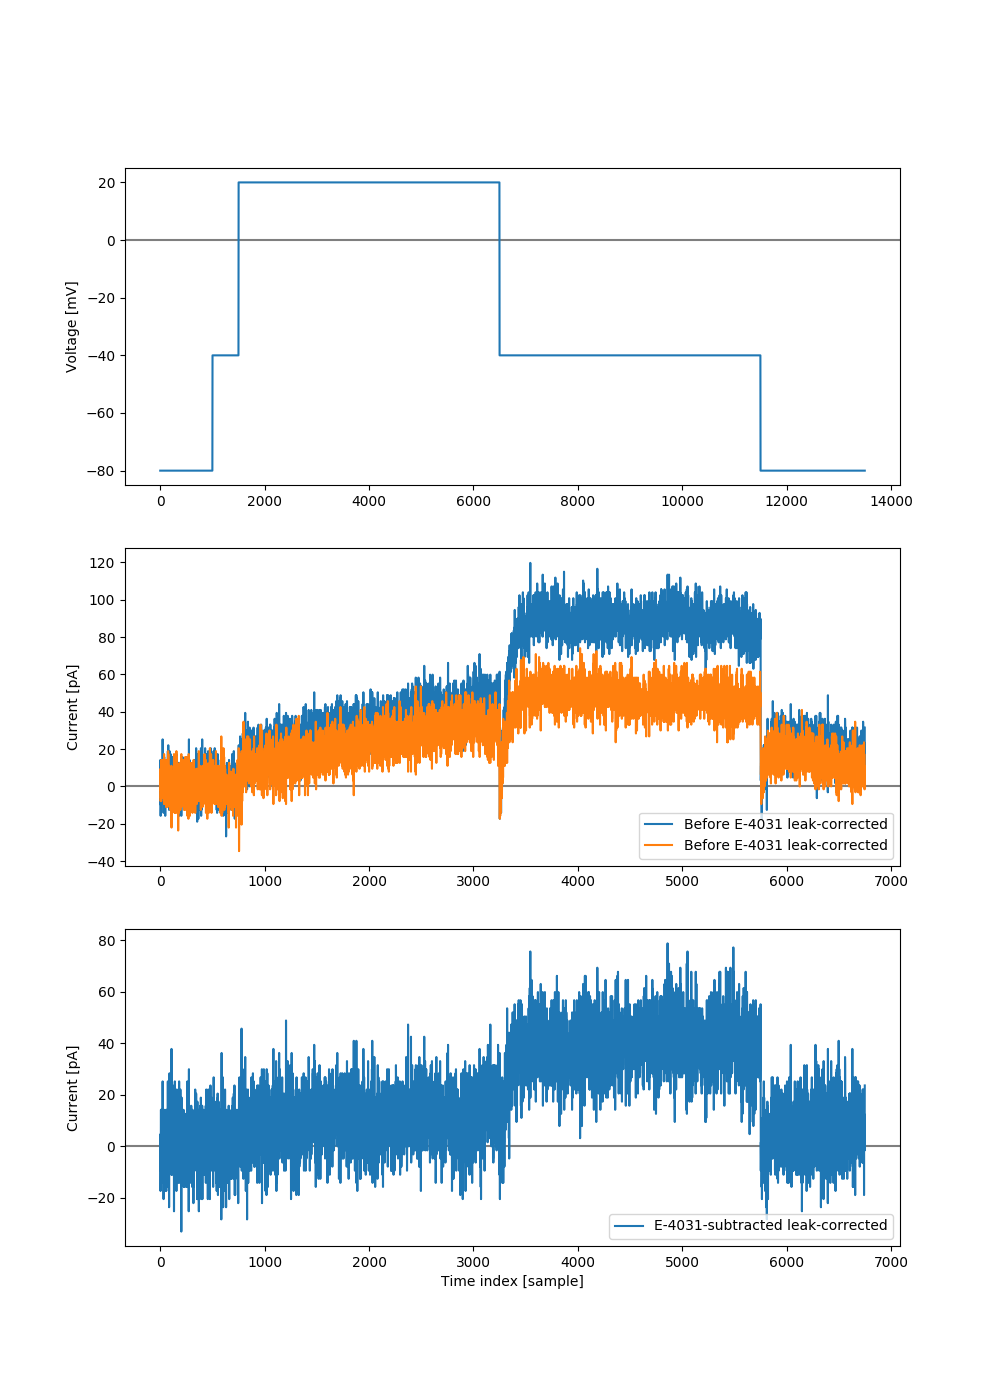 20
0
−20
−40
−60
−80
Voltage [mV]
0 2000 4000 6000 8000 10000 12000 14000
120
100
80
60
40
20
0
−20
−40
Current [pA]
Before E-4031 leak-corrected
Before E-4031 leak-corrected
0 1000 2000 3000 4000 5000 6000 7000
80
60
40
20
0
−20
Current [pA]
E-4031-subtracted leak-corrected
0 1000 2000 3000 4000 5000 6000 7000
Time index [sample]